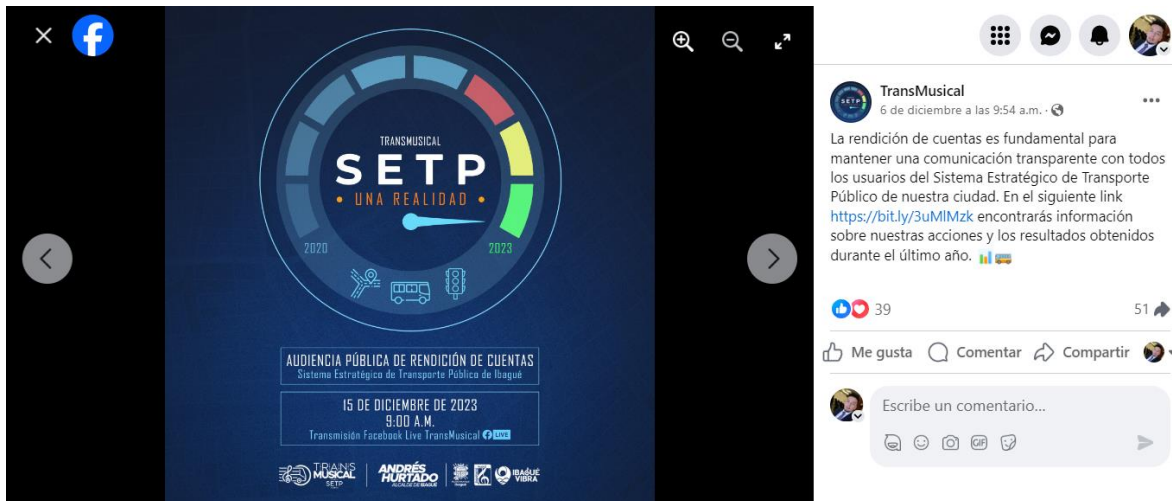 TRANSMUSICAL
SETP
• UNA REALIDAD •
2020
2023
AUDIENCIA PÚBLICA DE RENDICIÓN DE CUENTAS
Sistema Estratégico de Transporte Público de Ibagué
15 DE DICIEMBRE DE 2023
9:00 A.M.
Transmisión Facebook Live TransMusical LIVE
TRANS
MUSICAL
SETP
ANDRÉS
HURTADO
ALCALDE DE IBAGUÉ
IBAGUÉ
VIBRA
TransMusical
6 de diciembre a las 9:54 a.m. ·
La rendición de cuentas es fundamental para
mantener una comunicación transparente con todos
los usuarios del Sistema Estratégico de Transporte
Público de nuestra ciudad. En el siguiente link
https://bit.ly/3uMlMzk encontrarás información
sobre nuestras acciones y los resultados obtenidos
durante el último año.
39
51
Me gusta
Comentar
Compartir
Escribe un comentario...
GIF